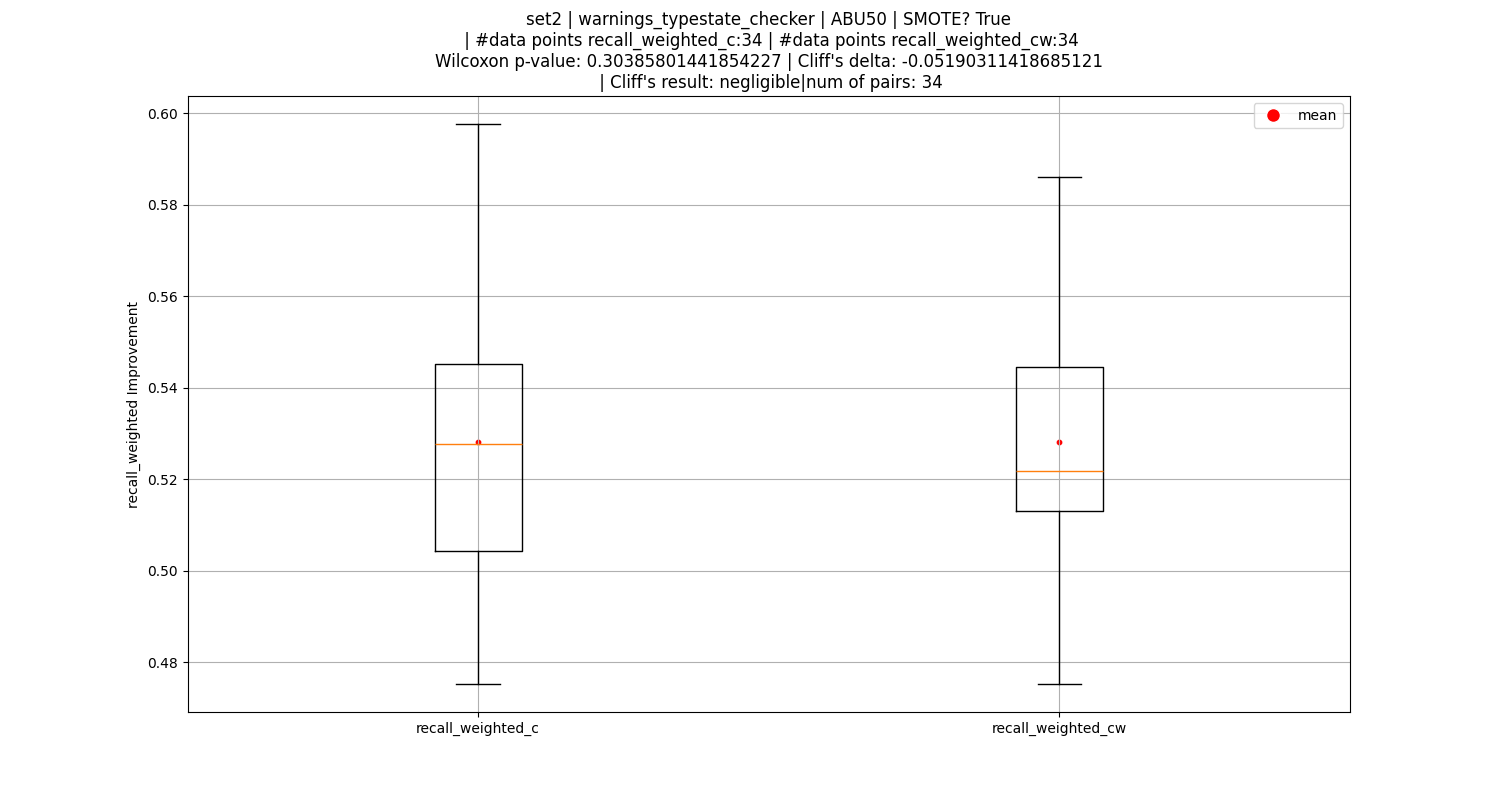 set2 | warnings_typestate_checker | ABU50 | SMOTE? True
| #data points recall_weighted_c:34 | #data points recall_weighted_cw:34
Wilcoxon p-value: 0.30385801441854227 | Cliff's delta: -0.05190311418685121
| Cliff's result: negligible|num of pairs: 34
mean
0.60
0.58
0.56
0.54
0.52
0.50
0.48
recall_weighted Improvement
recall_weighted_c
recall_weighted_cw